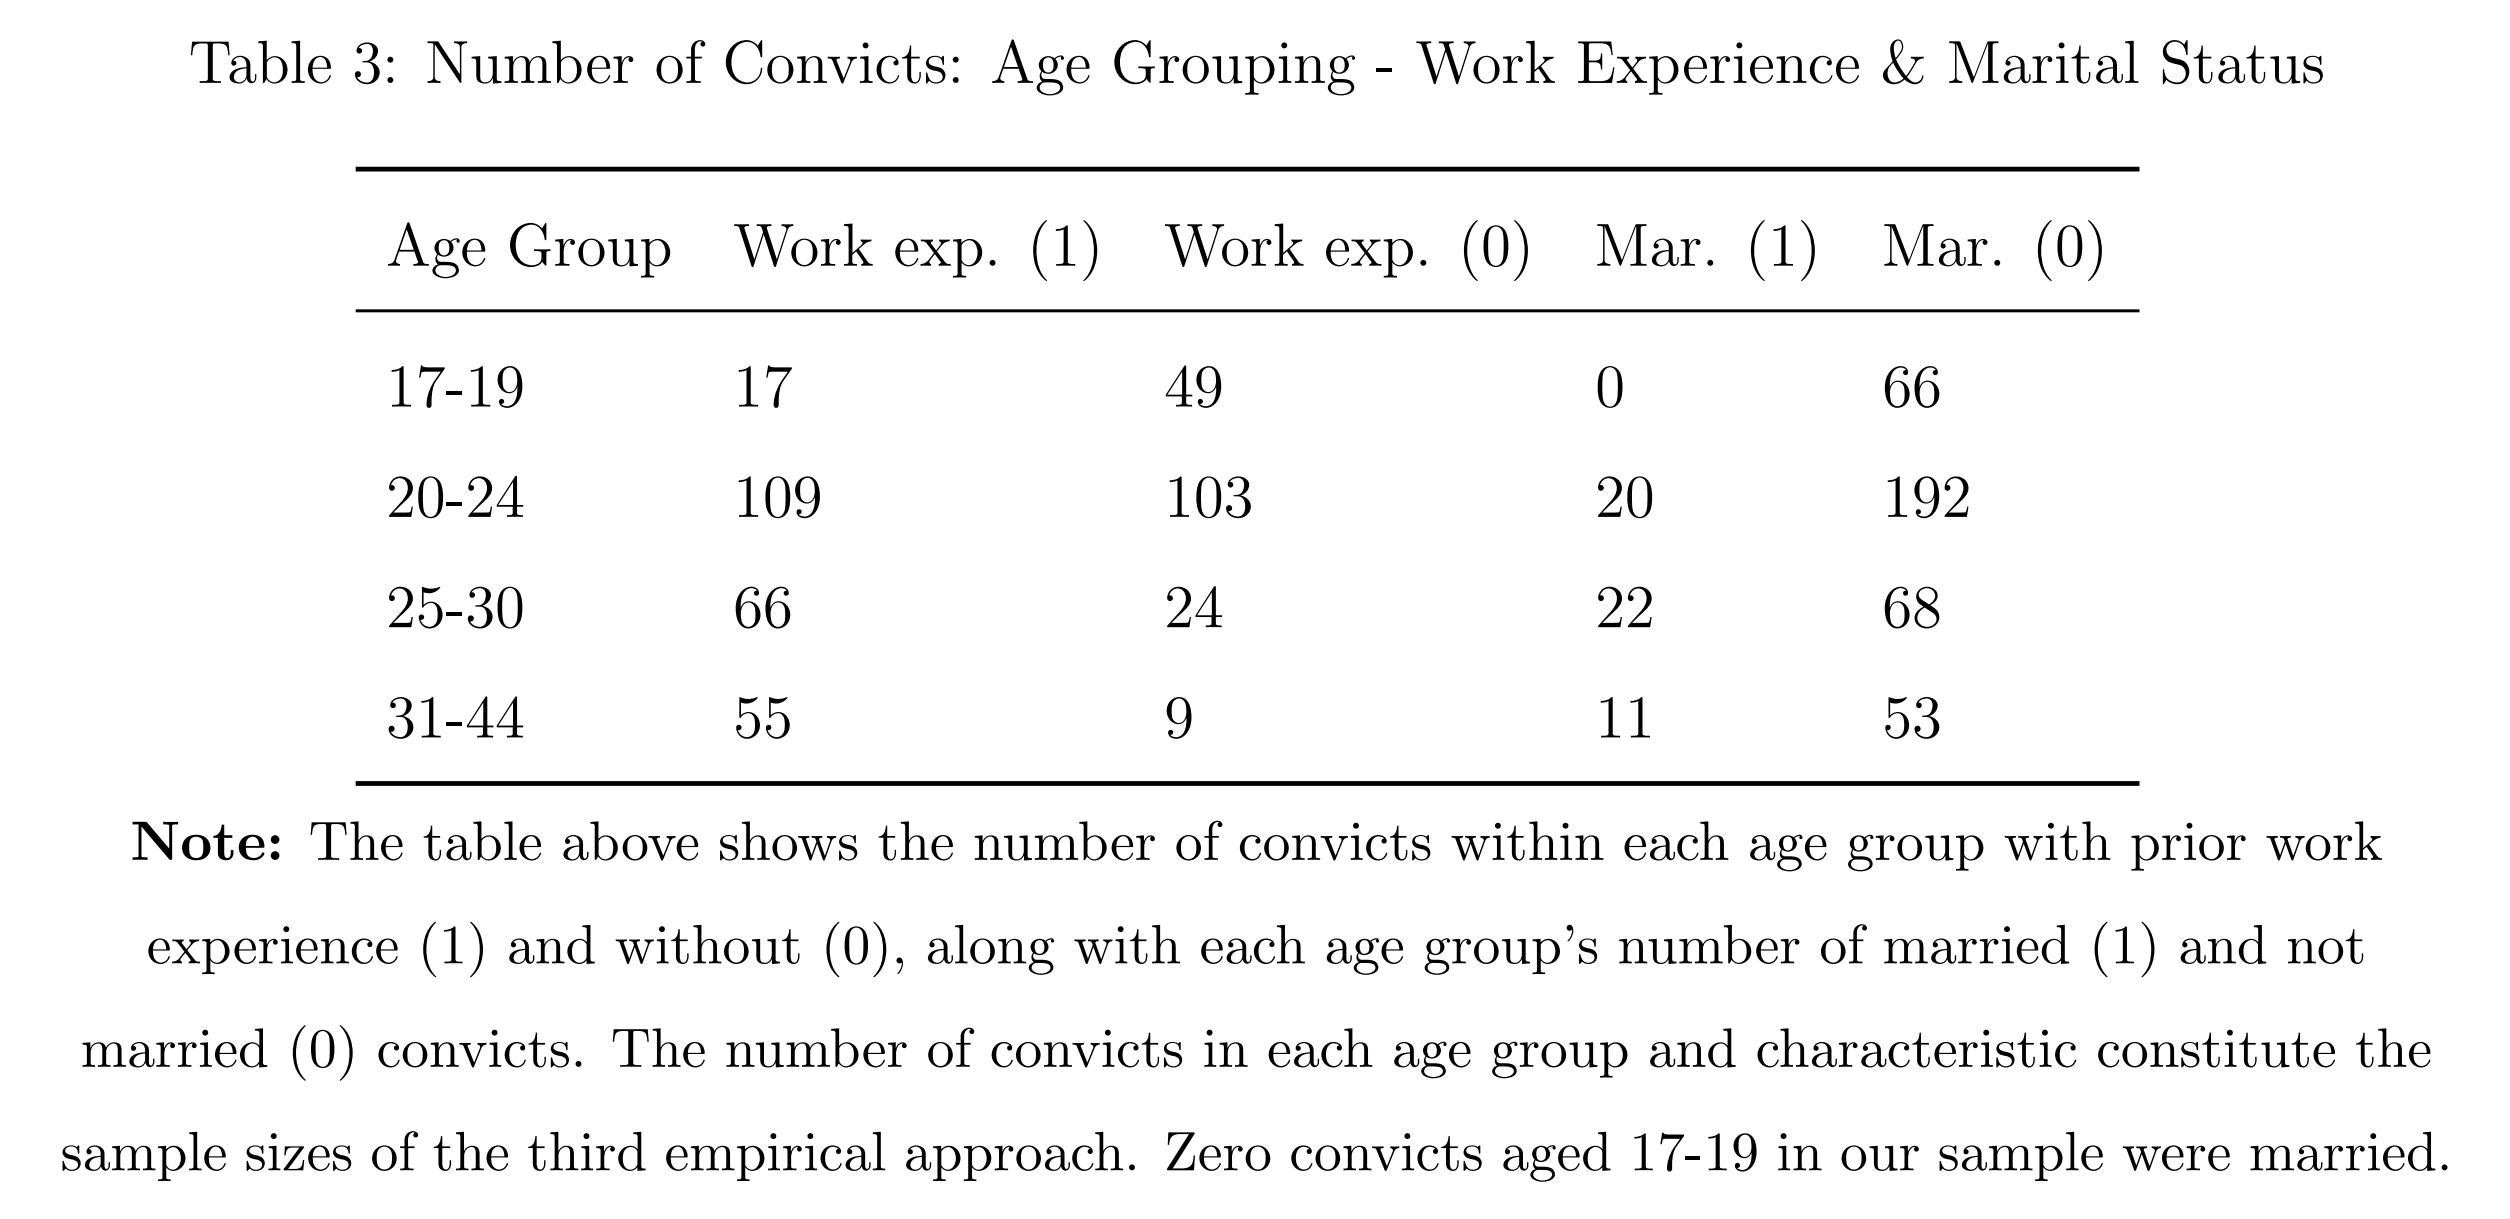 Table 3: Number of Convicts: Age Grouping - Work Experience & Marital Status
Age Group Work exp. (1) Work exp. (0) Mar. (1) Mar. (0)
17-19 17 49 0 66
20-24 109 103 20 192
25-30 66 24 22 68
31-44 55 9 11 53
Note: The table above shows the number of convicts within each age group with prior work
experience (1) and without (0), along with each age group's number of married (1) and not
married (0) convicts. The number of convicts in each age group and characteristic constitute the
sample sizes of the third empirical approach. Zero convicts aged 17-19 in our sample were married.